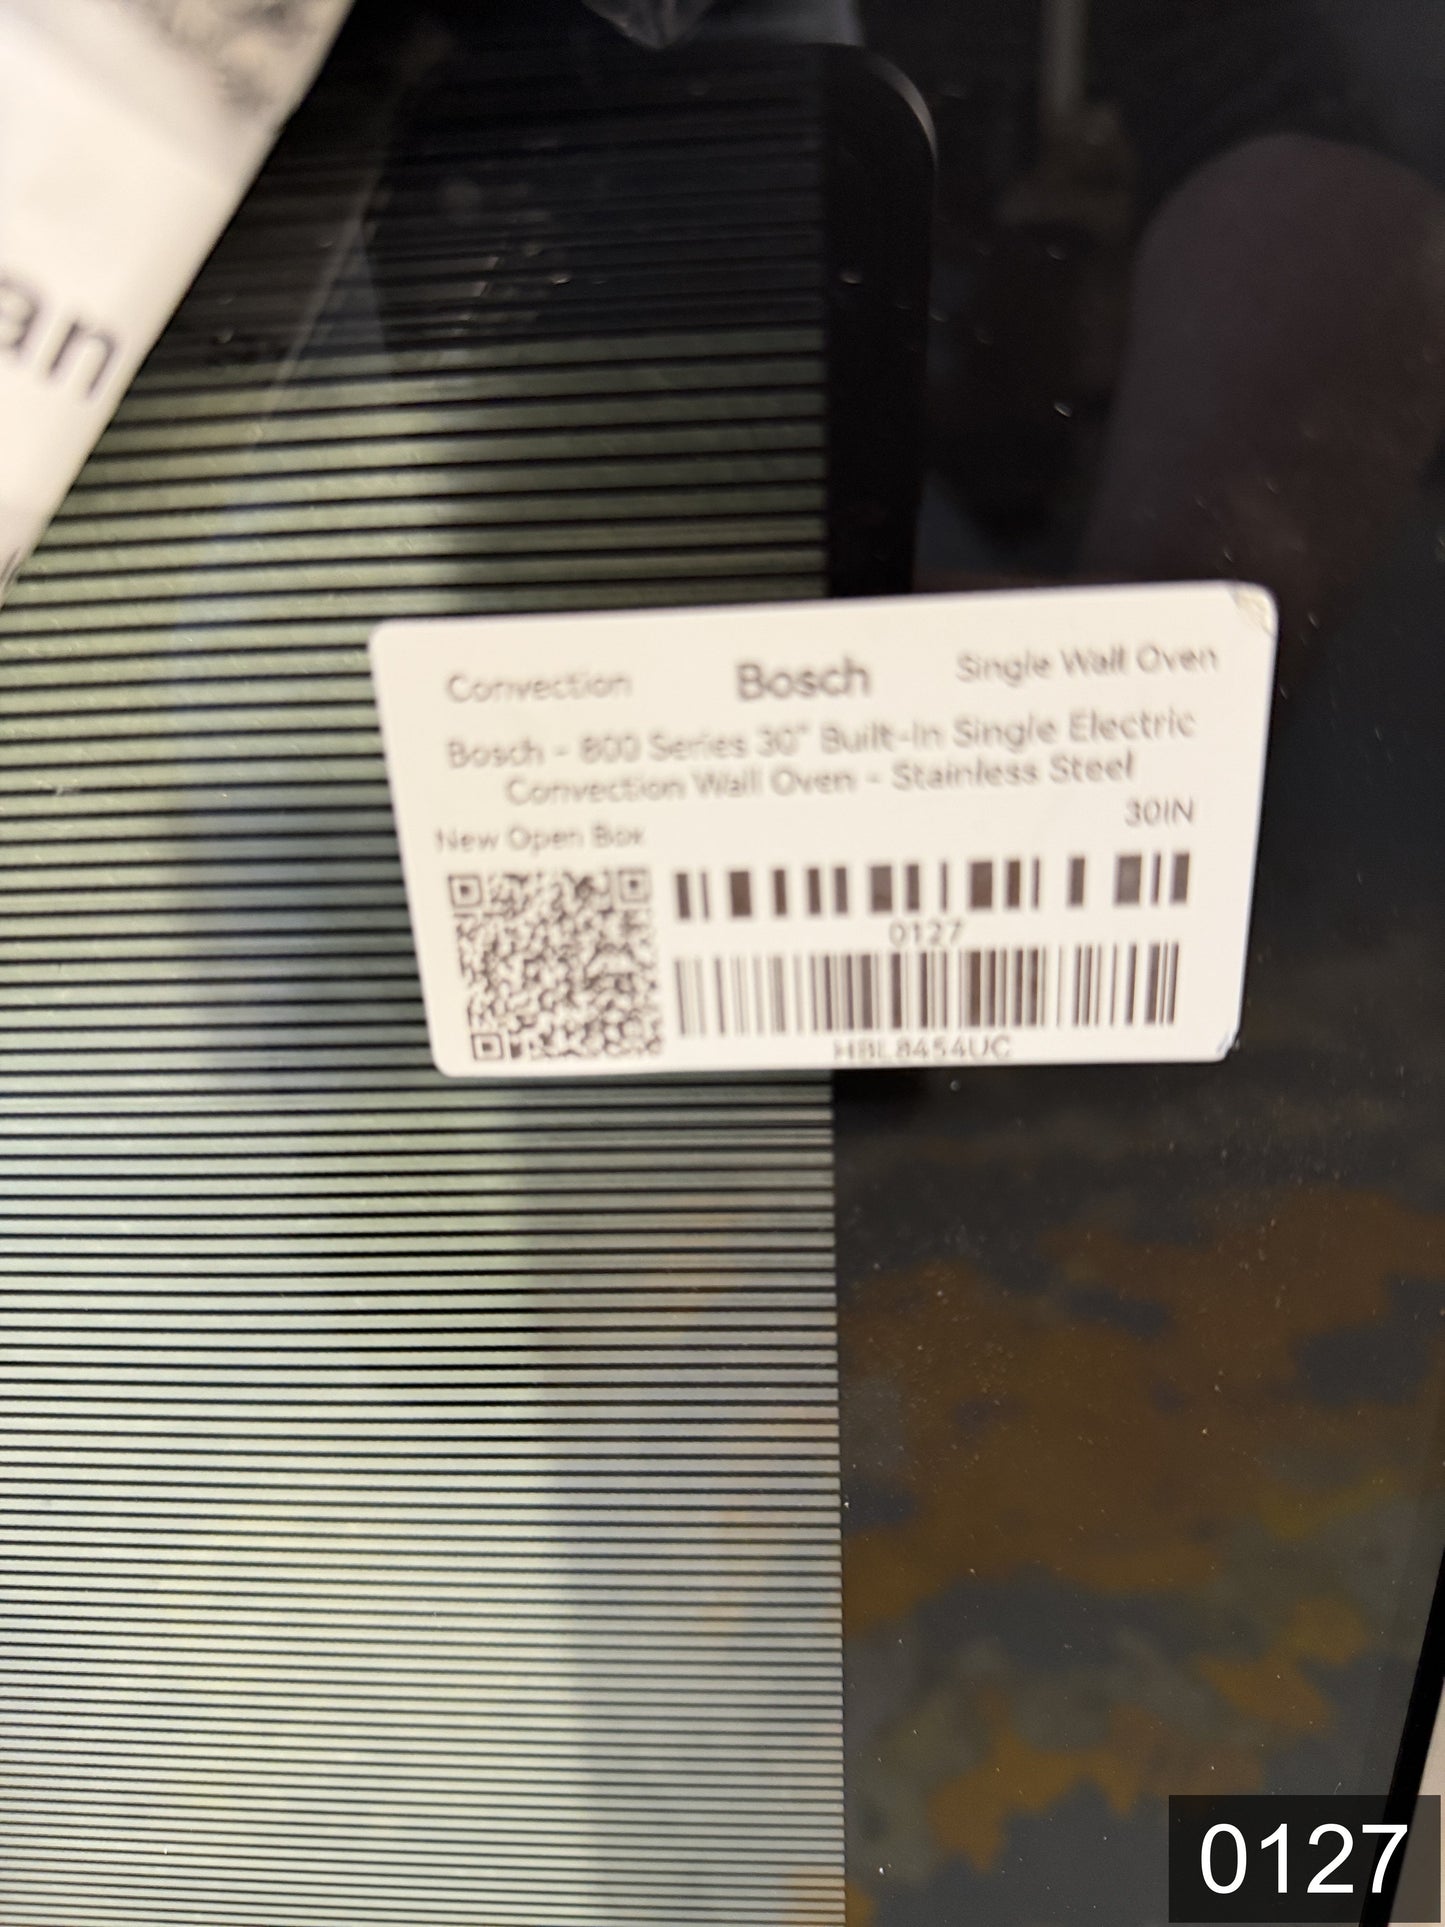 an
Convection Bosch Single Wall Oven
Bosch - 800 Series 30" Built-In Single Electric
Convection Wall Oven - Stainless Steel
30IN
New Open Box
0127
HBL8454UC
0127